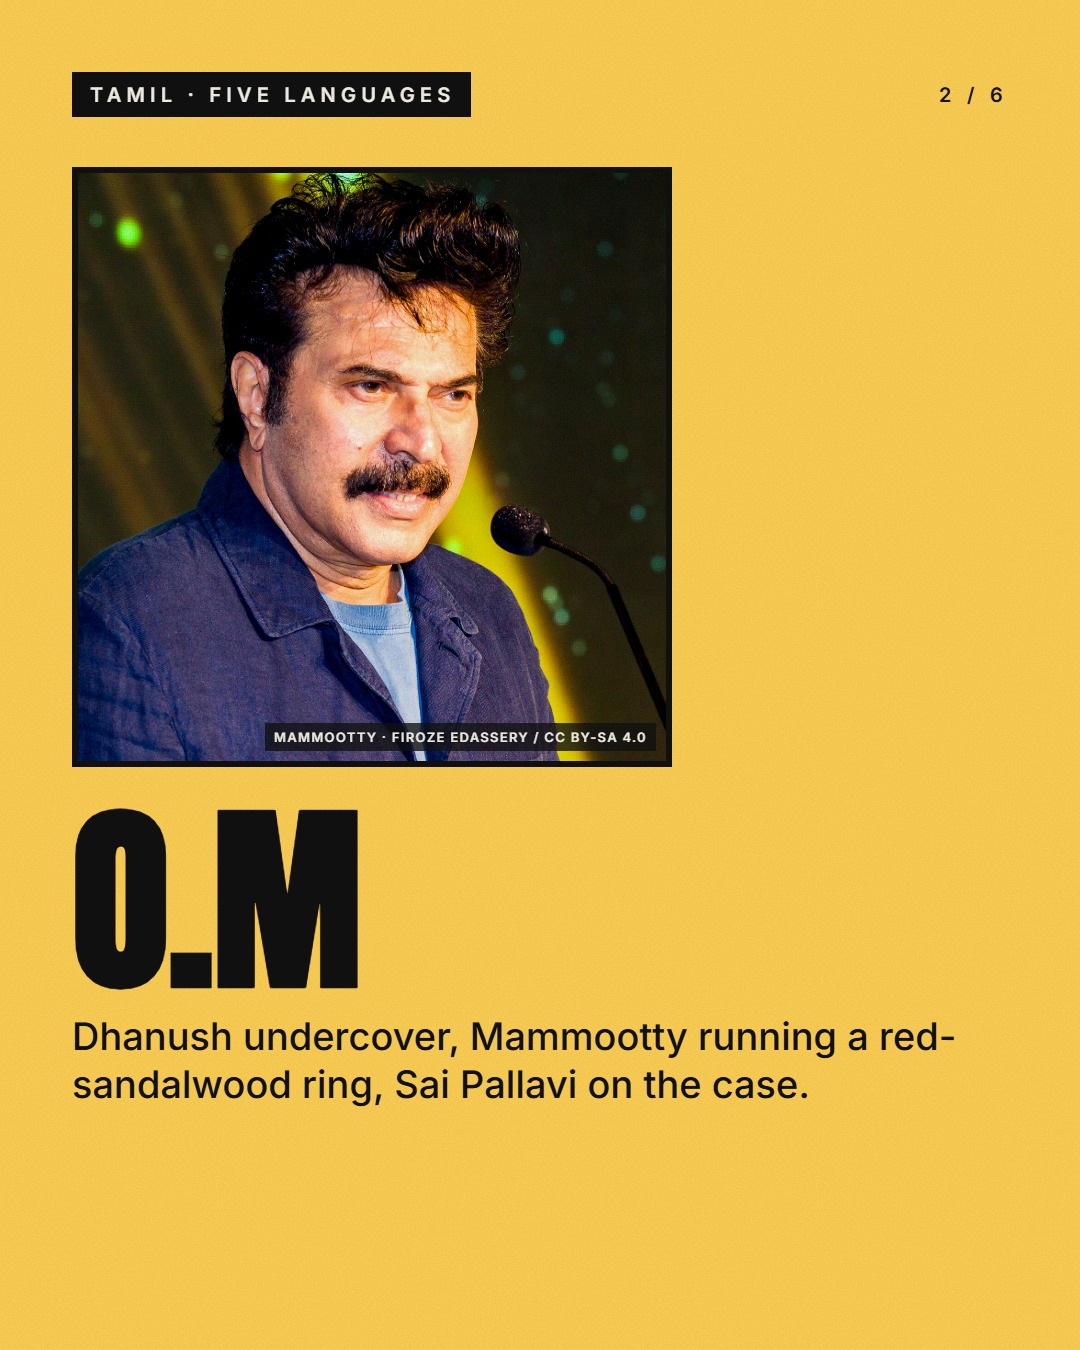 TAMIL · FIVE LANGUAGES
2 / 6
MAMMOOTTY · FIROZE EDASSERY / CC BY-SA 4.0
O.M
Dhanush undercover, Mammootty running a red-
sandalwood ring, Sai Pallavi on the case.